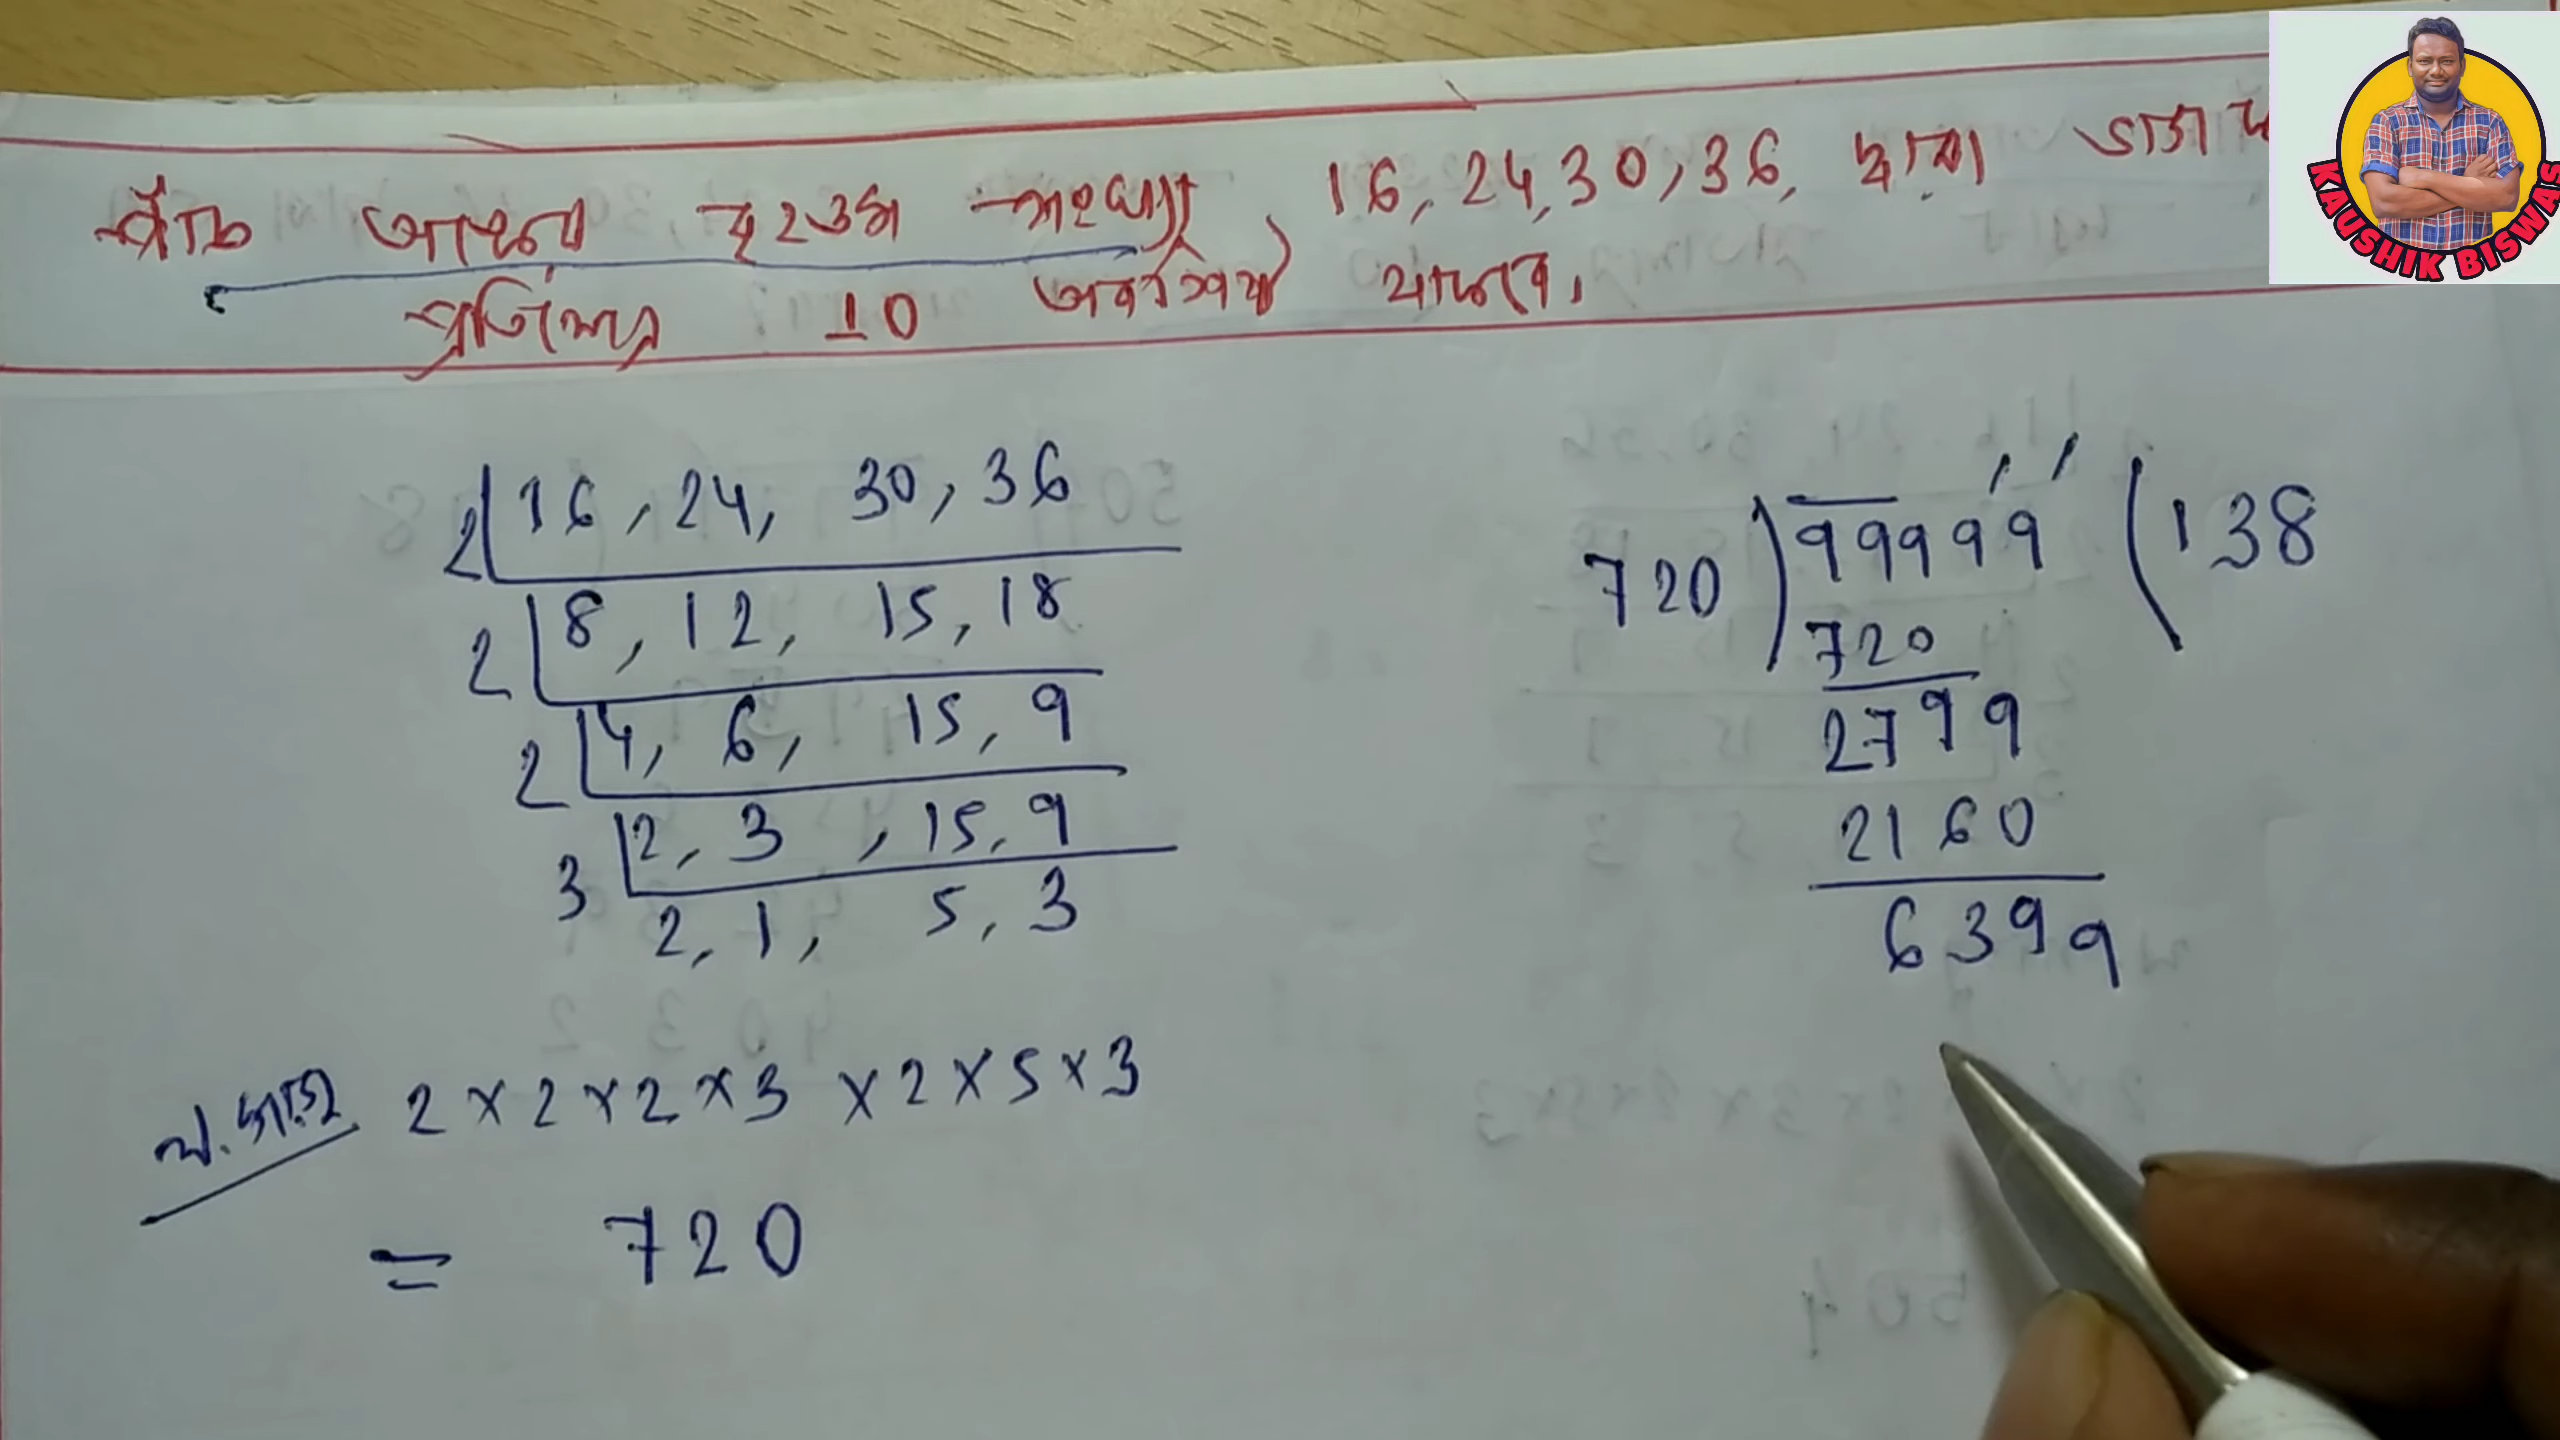 পাঁচ অঙ্কের বৃহত্তম সংখ্যা, 16, 24, 30, 36, দ্বারা ভাগ
প্রতিক্ষেত্রে 10 অবশিষ্ট থাকবে।
KAUSHIK BISWAS
2 16, 24, 30, 36
2 8, 12, 15, 18
2 4, 6, 15, 9
3 2, 3, 15, 9
2, 1, 5, 3
ল.সা.গু 2 × 2 × 2 × 3 × 2 × 5 × 3
= 720
720 ) 99999 ( 138
720
2799
2160
6399